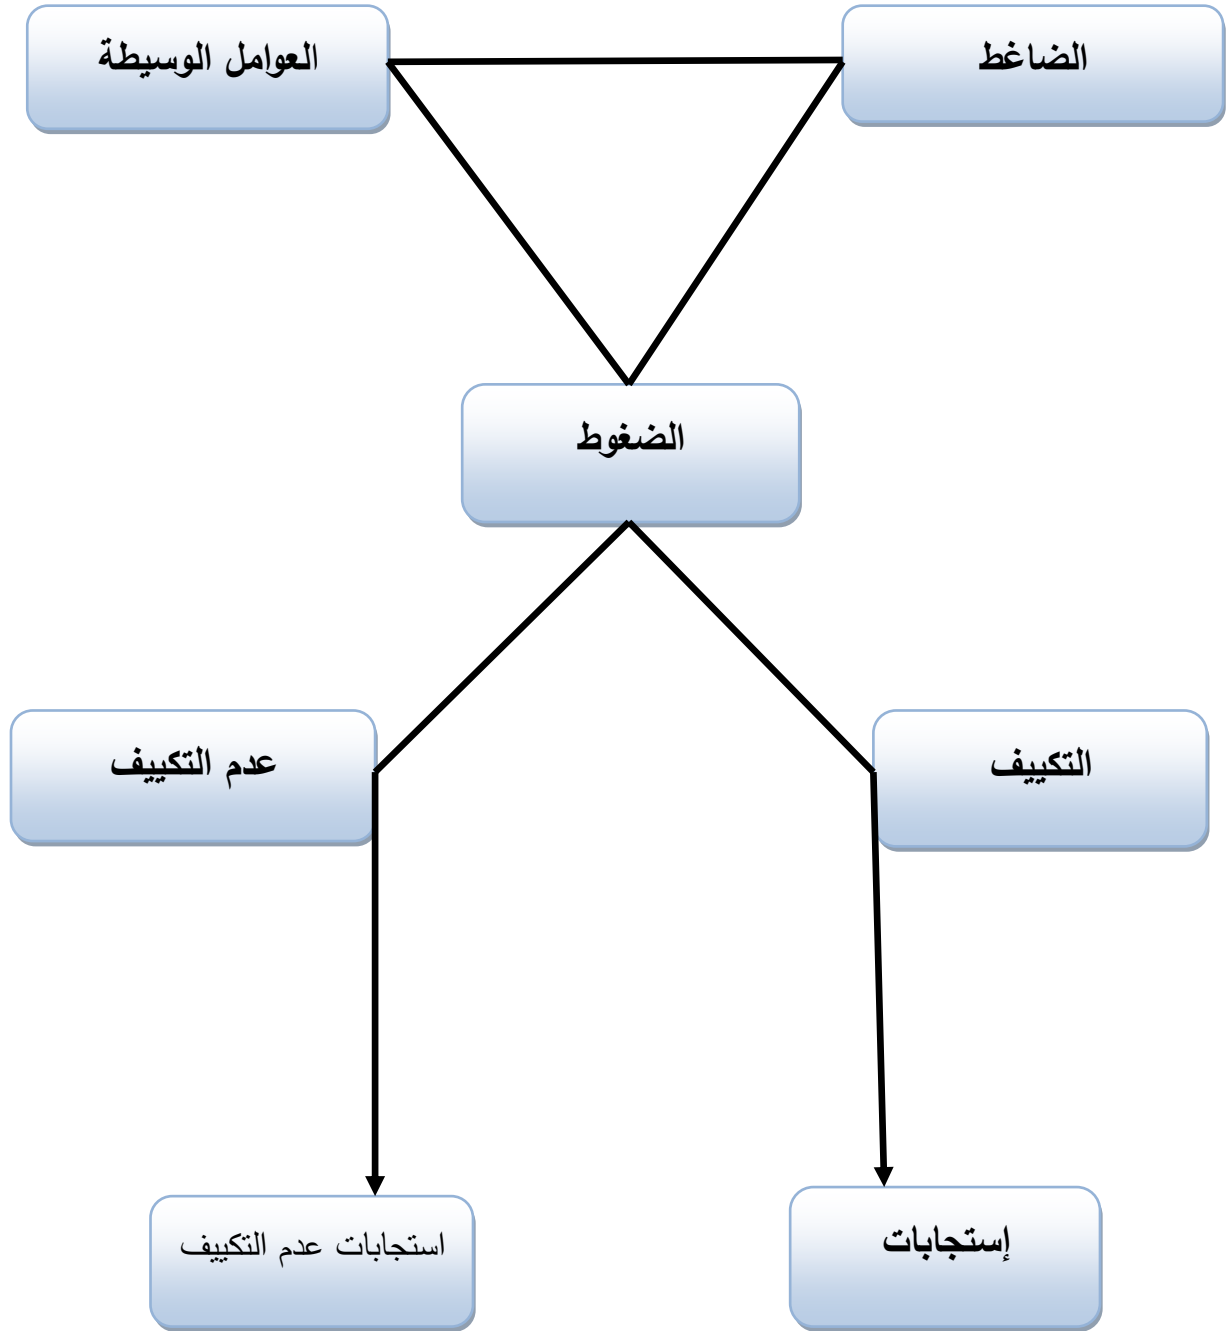 الضاغط
العوامل الوسيطة
الضغوط
التكييف
عدم التكييف
إستجابات
استجابات عدم التكييف